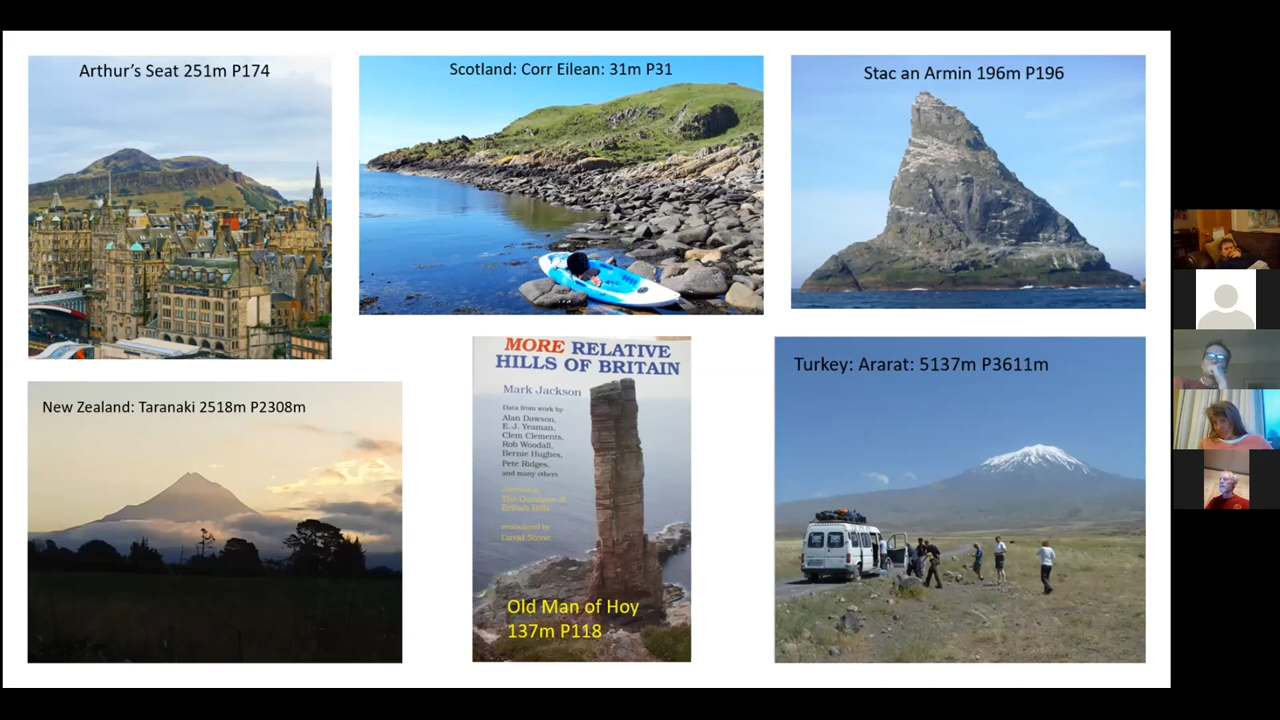 Arthur's Seat 251m P174
Scotland: Corr Eilean: 31m P31
Stac an Armin 196m P196
New Zealand: Taranaki 2518m P2308m
MORE RELATIVE
HILLS OF BRITAIN
Mark Jackson
Data from work by
Alan Dawson,
E. J. Yeaman,
Clem Clements,
Rob Woodall,
Bernie Hughes,
Pete Ridges,
and many others
The Database of
British Hills
David Stone
Old Man of Hoy
137m P118
Turkey: Ararat: 5137m P3611m